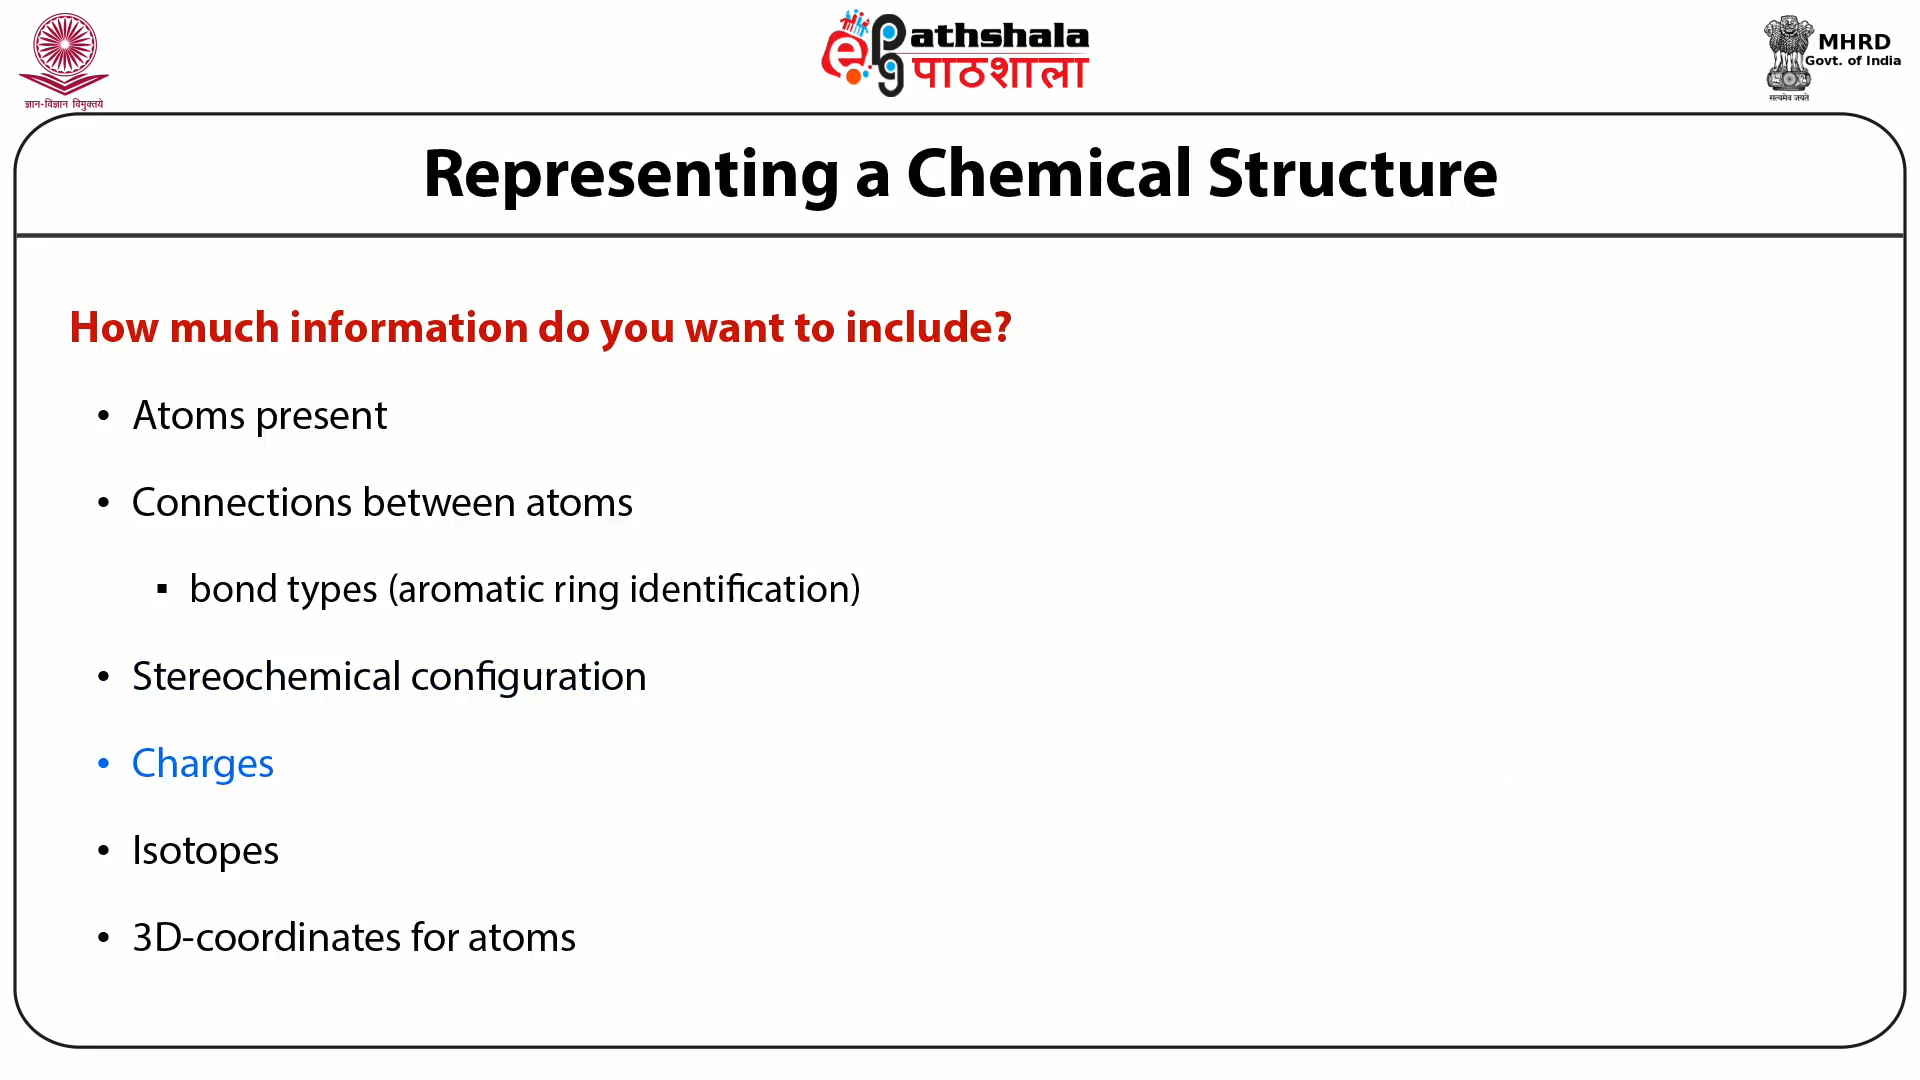 ज्ञान-विज्ञान विमुक्तये
e Pathshala
पाठशाला
MHRD
Govt. of India
सत्यमेव जयते
Representing a Chemical Structure
How much information do you want to include?
• Atoms present
• Connections between atoms
▪ bond types (aromatic ring identification)
• Stereochemical configuration
• Charges
• Isotopes
• 3D-coordinates for atoms